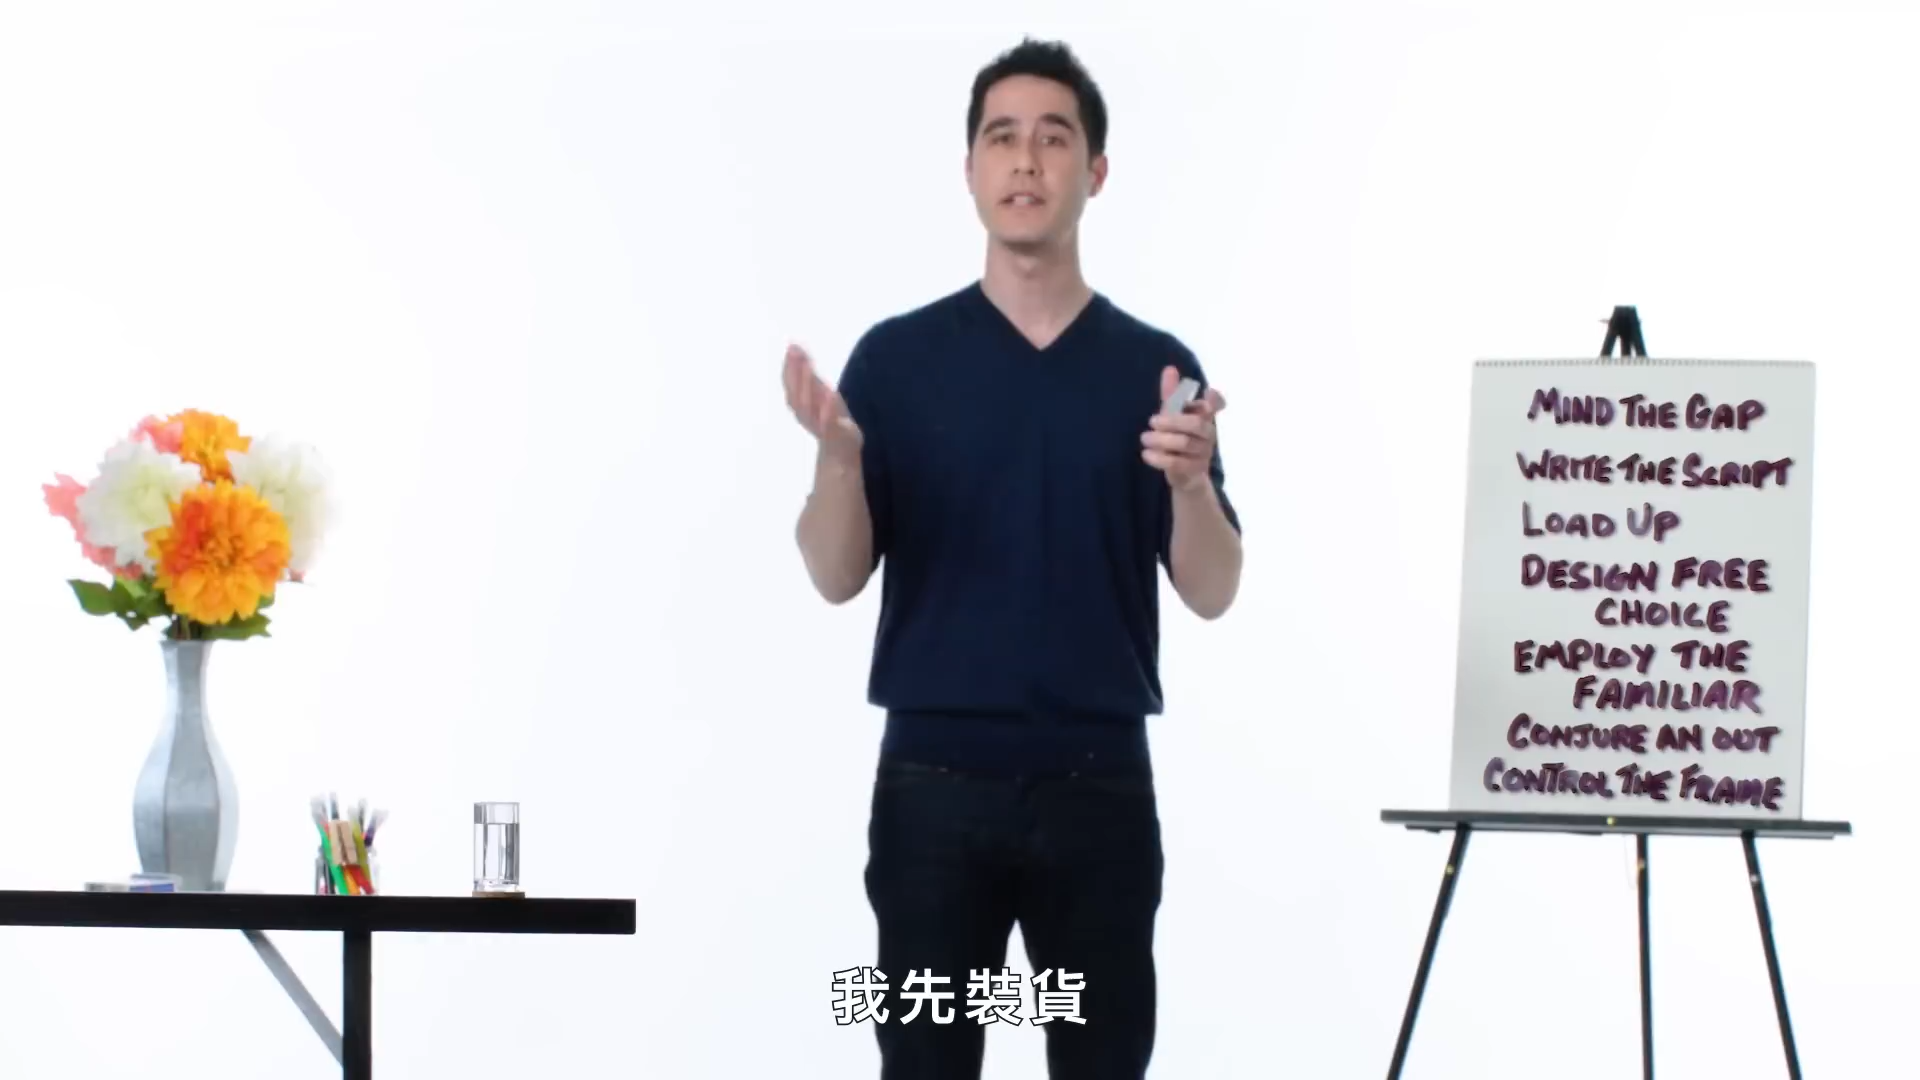 MIND THE GAP
WRITE THE SCRIPT
LOAD UP
DESIGN FREE
CHOICE
EMPLOY THE
FAMILIAR
CONJURE AN OUT
CONTROL THE FRAME
我先裝貨